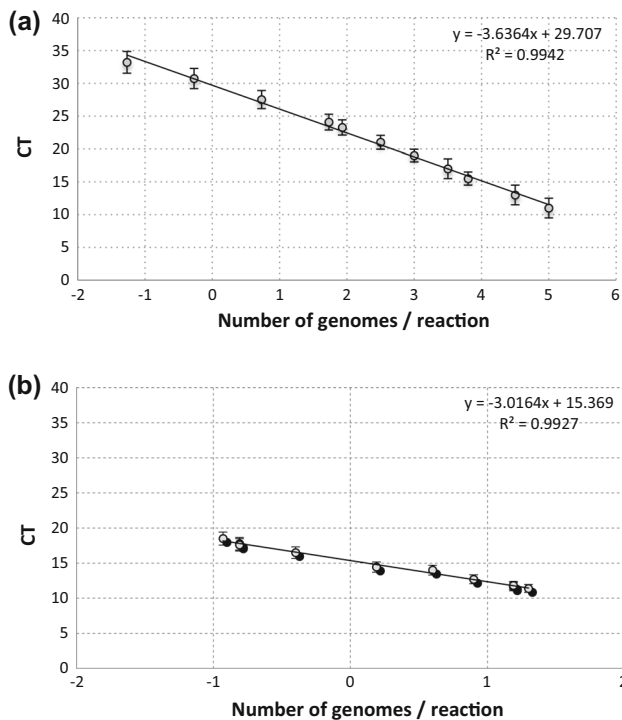 (a)
y = -3.6364x + 29.707
R² = 0.9942
40
35
30
25
20
15
10
5
0
CT
-2 -1 0 1 2 3 4 5 6
Number of genomes / reaction
(b)
y = -3.0164x + 15.369
R² = 0.9927
40
35
30
25
20
15
10
5
0
CT
-2 -1 0 1 2
Number of genomes / reaction